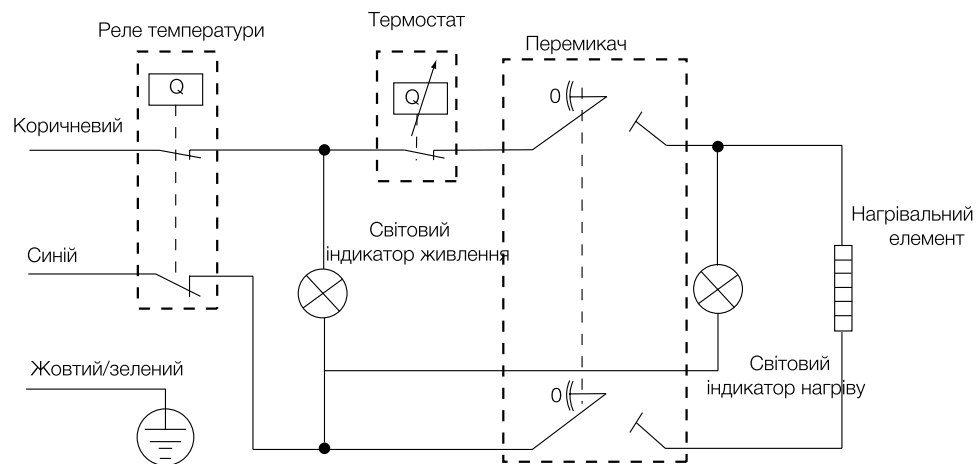 Реле температури
Термостат
Перемикач
Q
Q
0
Коричневий
Світовий
індикатор живлення
Нагрівальний
елемент
Синій
Жовтий/зелений
Світовий
індикатор нагріву
0